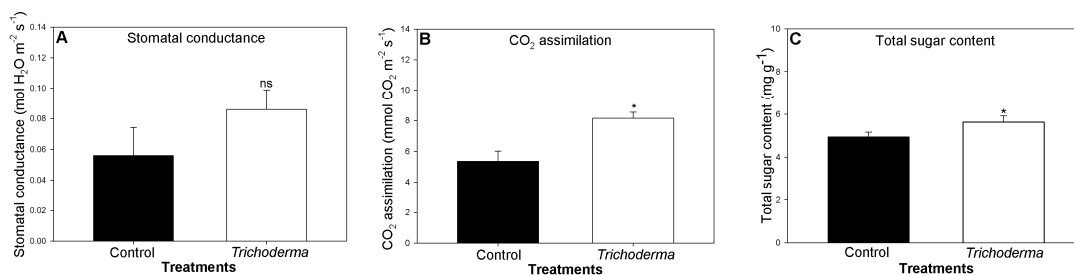 A Stomatal conductance
Stomatal conductance (mol H₂O m⁻² s⁻¹)
0.14
0.12
0.10
0.08
0.06
0.04
0.02
0.00
ns
Control Trichoderma
Treatments
B CO₂ assimilation
CO₂ assimilation (mmol CO₂ m⁻² s⁻¹)
14
12
10
8
6
4
2
0
*
Control Trichoderma
Treatments
C Total sugar content
Total sugar content (mg g⁻¹)
10
8
6
4
2
0
*
Control Trichoderma
Treatments